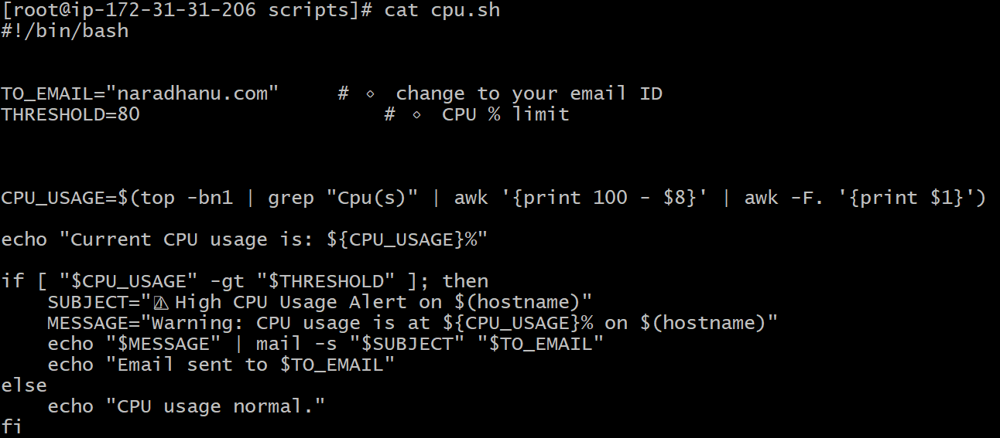 [root@ip-172-31-31-206 scripts]# cat cpu.sh
#!/bin/bash
TO_EMAIL="naradhanu.com"     # ⬦  change to your email ID
THRESHOLD=80                     # ⬦  CPU % limit
CPU_USAGE=$(top -bn1 | grep "Cpu(s)" | awk '{print 100 - $8}' | awk -F. '{print $1}')
echo "Current CPU usage is: ${CPU_USAGE}%"
if [ "$CPU_USAGE" -gt "$THRESHOLD" ]; then
    SUBJECT="⚠ High CPU Usage Alert on $(hostname)"
    MESSAGE="Warning: CPU usage is at ${CPU_USAGE}% on $(hostname)"
    echo "$MESSAGE" | mail -s "$SUBJECT" "$TO_EMAIL"
    echo "Email sent to $TO_EMAIL"
else
    echo "CPU usage normal."
fi